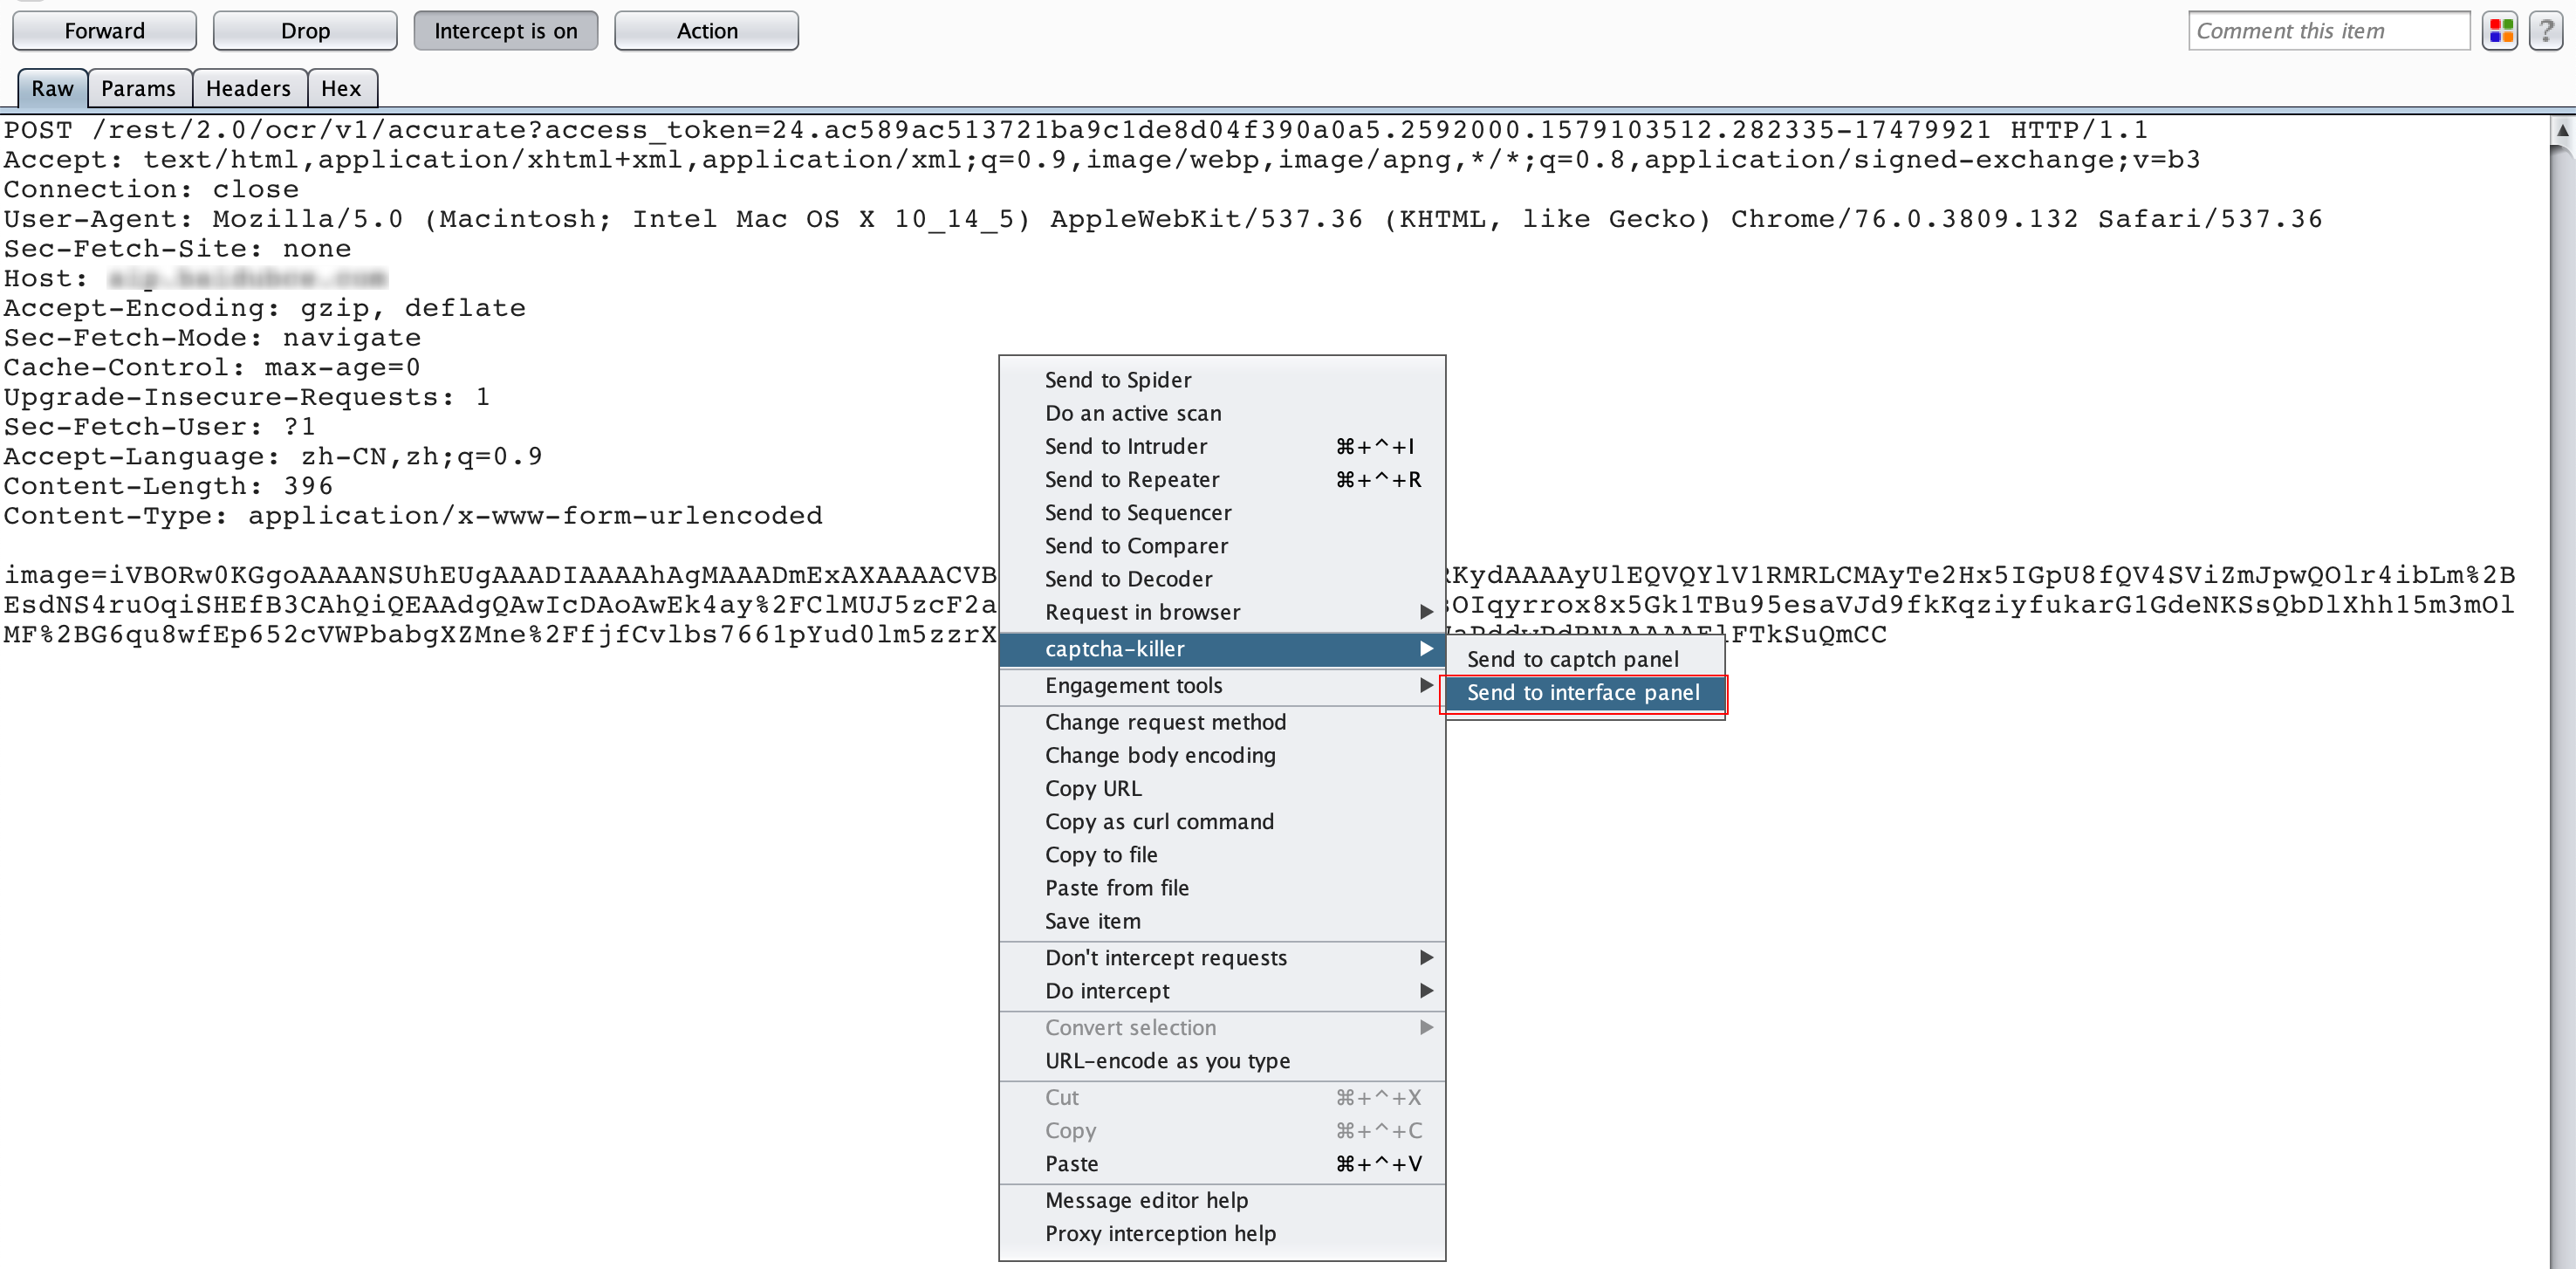 Forward Drop Intercept is on Action Comment this item ?
Raw Params Headers Hex
POST /rest/2.0/ocr/v1/accurate?access_token=24.ac589ac513721ba9c1de8d04f390a0a5.2592000.1579103512.282335-17479921 HTTP/1.1
Accept: text/html,application/xhtml+xml,application/xml;q=0.9,image/webp,image/apng,*/*;q=0.8,application/signed-exchange;v=b3
Connection: close
User-Agent: Mozilla/5.0 (Macintosh; Intel Mac OS X 10_14_5) AppleWebKit/537.36 (KHTML, like Gecko) Chrome/76.0.3809.132 Safari/537.36
Sec-Fetch-Site: none
Host:
Accept-Encoding: gzip, deflate
Sec-Fetch-Mode: navigate
Cache-Control: max-age=0
Upgrade-Insecure-Requests: 1
Sec-Fetch-User: ?1
Accept-Language: zh-CN,zh;q=0.9
Content-Length: 396
Content-Type: application/x-www-form-urlencoded
image=iVBORw0KGgoAAAANSUhEUgAAADIAAAAhAgMAAADmExAXAAAACVB KydAAAAyUlEQVQYlV1RMRLCMAyTe2Hx5IGpU8fQV4SViZmJpwQOlr4ibLm%2B
EsdNS4ruOqiSHEfB3CAhQiQEAAdgQAwIcDAoAwEk4ay%2FClMUJ5zcF2a OIqyrrox8x5Gk1TBu95esaVJd9fkKqziyfukarG1GdeNKSsQbDlXhh15m3mOl
MF%2BG6qu8wfEp652cVWPbabgXZMne%2FfjfCvlbs7661pYud0lm5zzrX FTkSuQmCC
Send to Spider
Do an active scan
Send to Intruder ⌘+^+I
Send to Repeater ⌘+^+R
Send to Sequencer
Send to Comparer
Send to Decoder
Request in browser
captcha-killer
Send to captch panel
Send to interface panel
Engagement tools
Change request method
Change body encoding
Copy URL
Copy as curl command
Copy to file
Paste from file
Save item
Don't intercept requests
Do intercept
Convert selection
URL-encode as you type
Cut ⌘+^+X
Copy ⌘+^+C
Paste ⌘+^+V
Message editor help
Proxy interception help